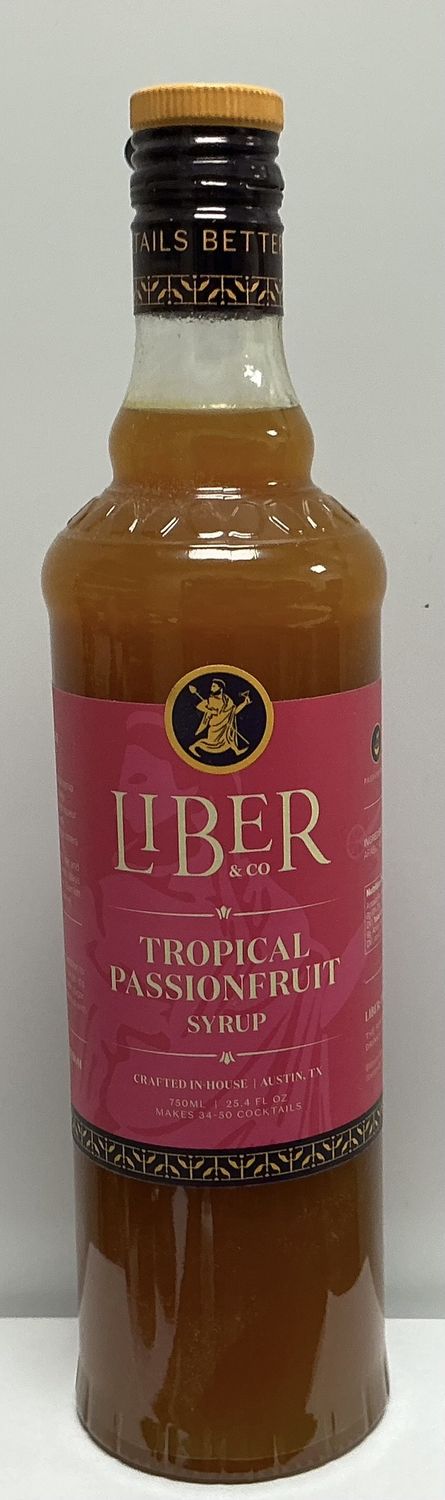 TAILS BETTE
LIBER
& CO
TROPICAL
PASSIONFRUIT
SYRUP
CRAFTED IN-HOUSE | AUSTIN, TX
750ML | 25.4 FL OZ
MAKES 34-50 COCKTAILS